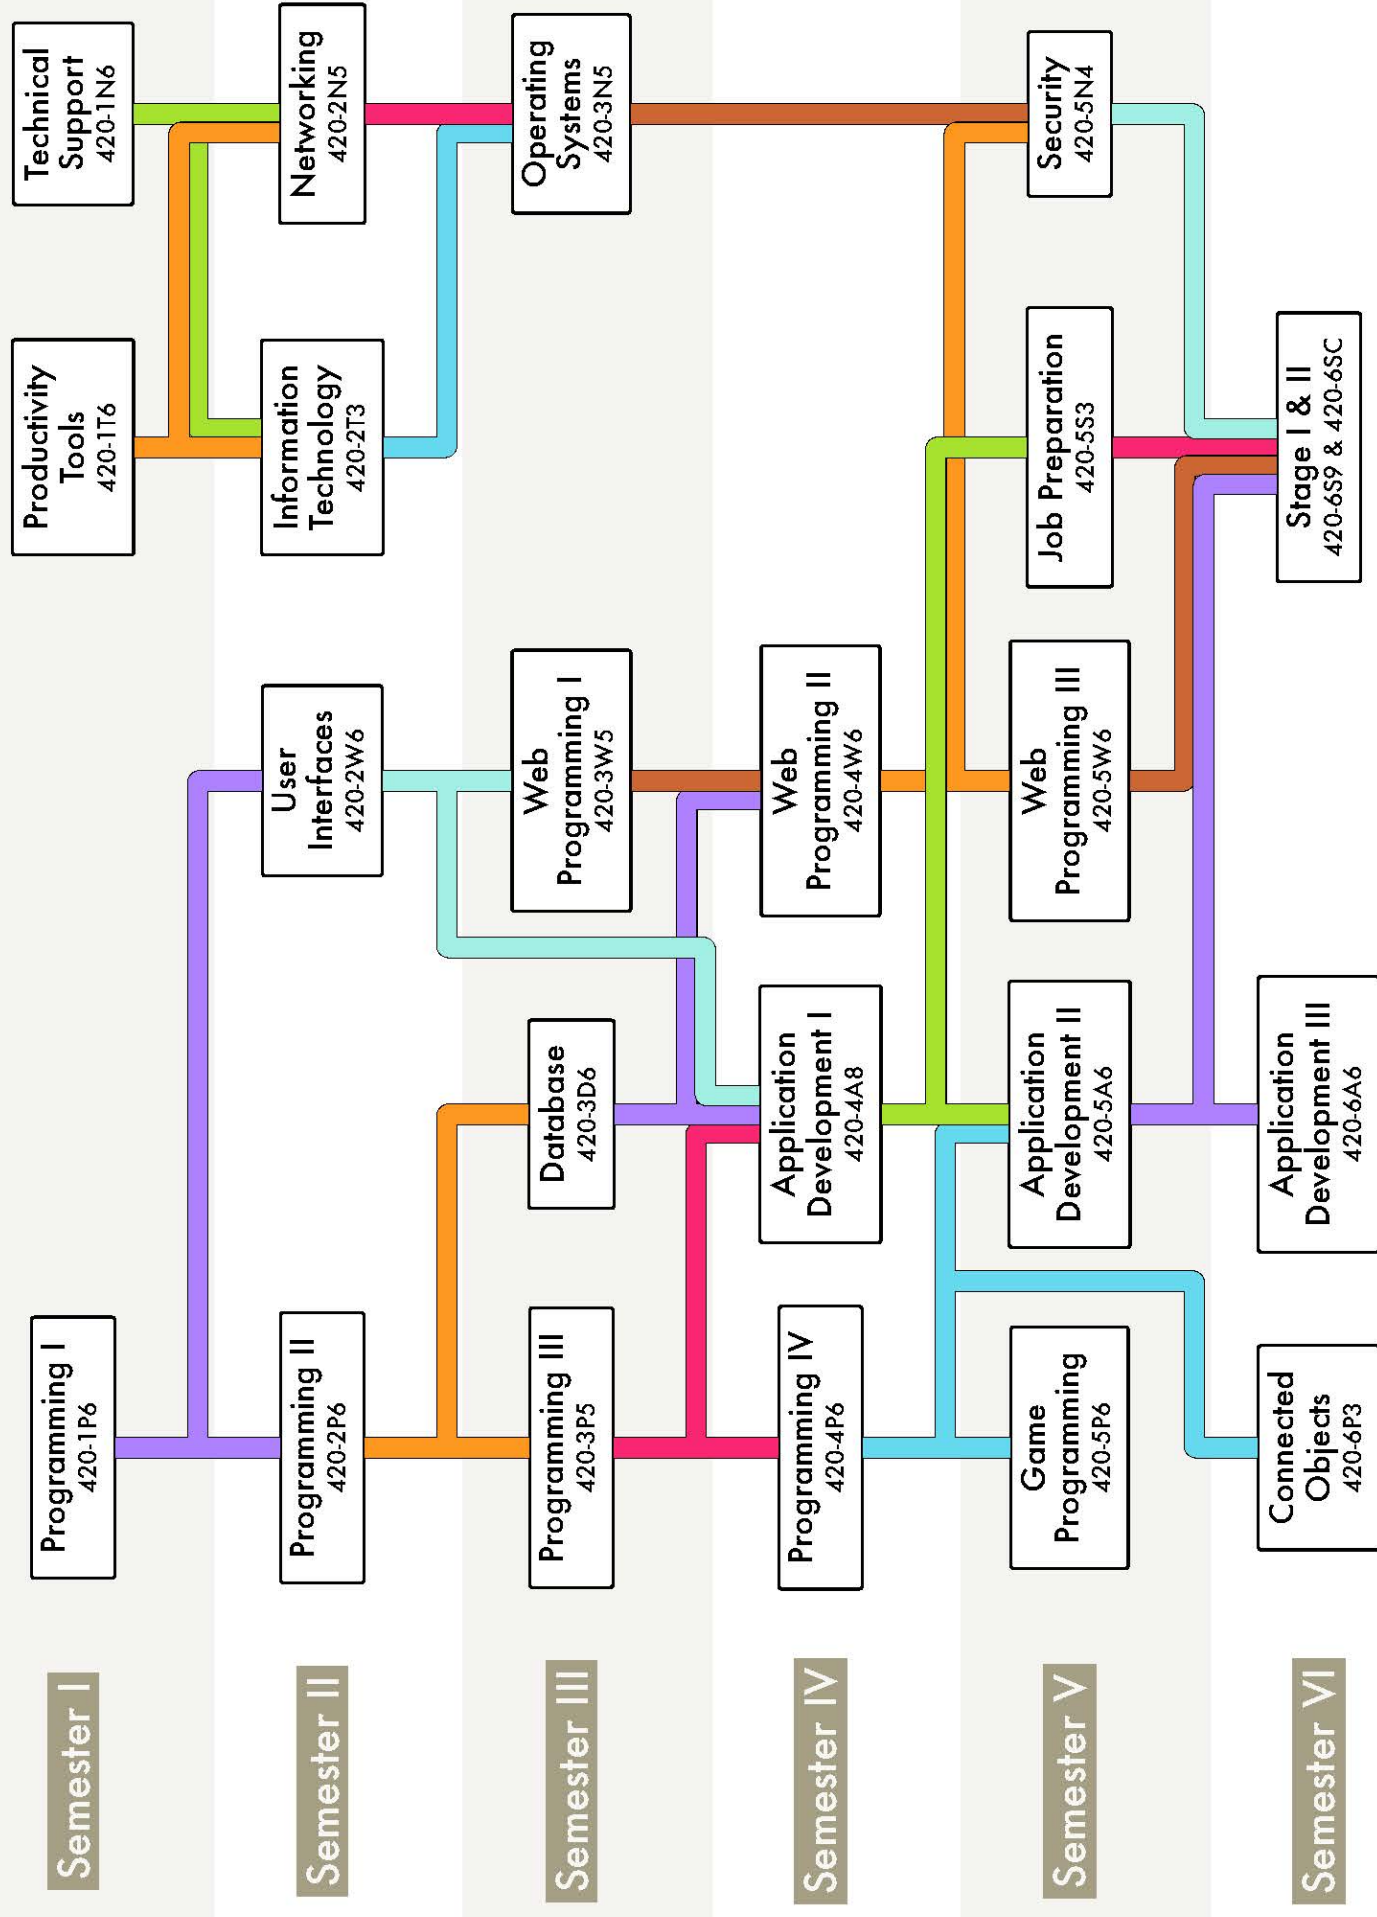 Semester I
Programming I
420-1P6
Productivity
Tools
420-1T6
Technical
Support
420-1N6
Semester II
Programming II
420-2P6
User
Interfaces
420-2W6
Information
Technology
420-2T3
Networking
420-2N5
Semester III
Programming III
420-3P5
Database
420-3D6
Web
Programming I
420-3W5
Operating
Systems
420-3N5
Semester IV
Programming IV
420-4P6
Application
Development I
420-4A8
Web
Programming II
420-4W6
Semester V
Game
Programming
420-5P6
Application
Development II
420-5A6
Web
Programming III
420-5W6
Job Preparation
420-5S3
Security
420-5N4
Semester VI
Connected
Objects
420-6P3
Application
Development III
420-6A6
Stage I & II
420-6S9 & 420-6SC